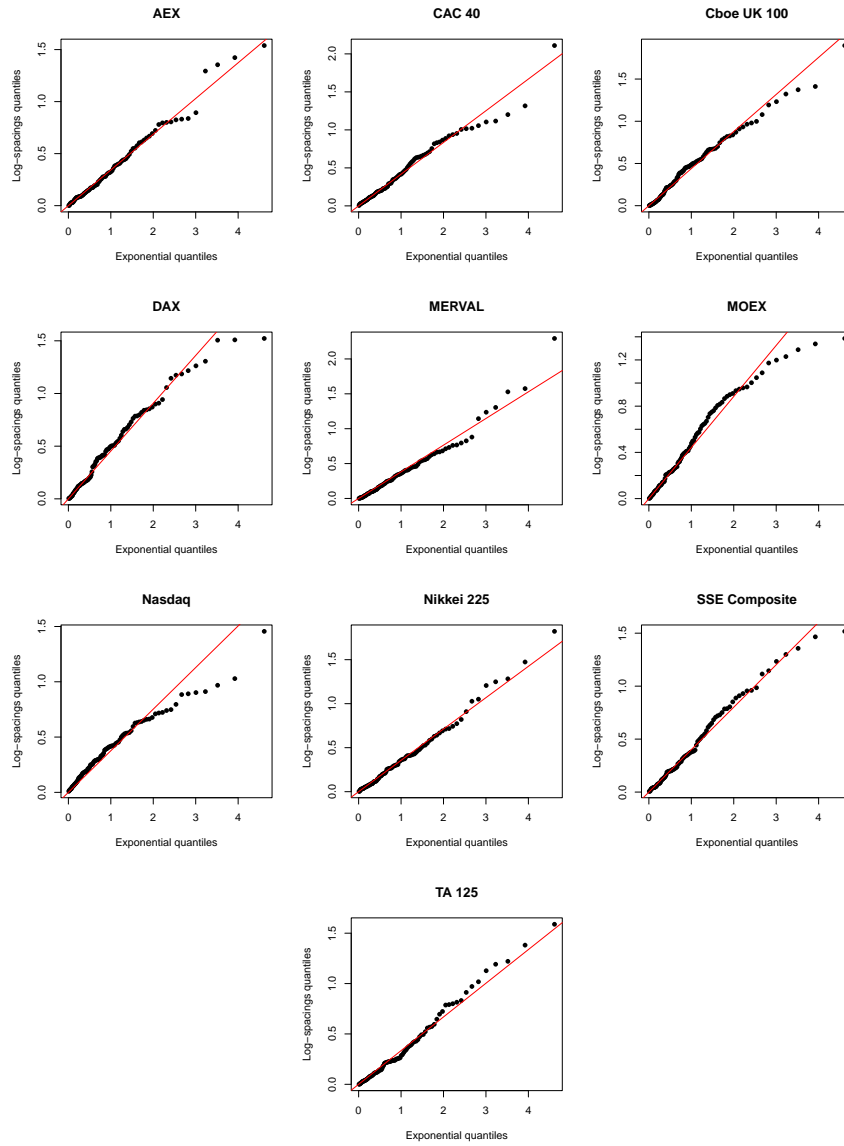 AEX
Log−spacings quantiles
0.0 0.5 1.0 1.5
0 1 2 3 4
Exponential quantiles
CAC 40
Log−spacings quantiles
0.0 0.5 1.0 1.5 2.0
0 1 2 3 4
Exponential quantiles
Cboe UK 100
Log−spacings quantiles
0.0 0.5 1.0 1.5
0 1 2 3 4
Exponential quantiles
DAX
Log−spacings quantiles
0.0 0.5 1.0 1.5
0 1 2 3 4
Exponential quantiles
MERVAL
Log−spacings quantiles
0.0 0.5 1.0 1.5 2.0
0 1 2 3 4
Exponential quantiles
MOEX
Log−spacings quantiles
0.0 0.4 0.8 1.2
0 1 2 3 4
Exponential quantiles
Nasdaq
Log−spacings quantiles
0.0 0.5 1.0 1.5
0 1 2 3 4
Exponential quantiles
Nikkei 225
Log−spacings quantiles
0.0 0.5 1.0 1.5
0 1 2 3 4
Exponential quantiles
SSE Composite
Log−spacings quantiles
0.0 0.5 1.0 1.5
0 1 2 3 4
Exponential quantiles
TA 125
Log−spacings quantiles
0.0 0.5 1.0 1.5
0 1 2 3 4
Exponential quantiles